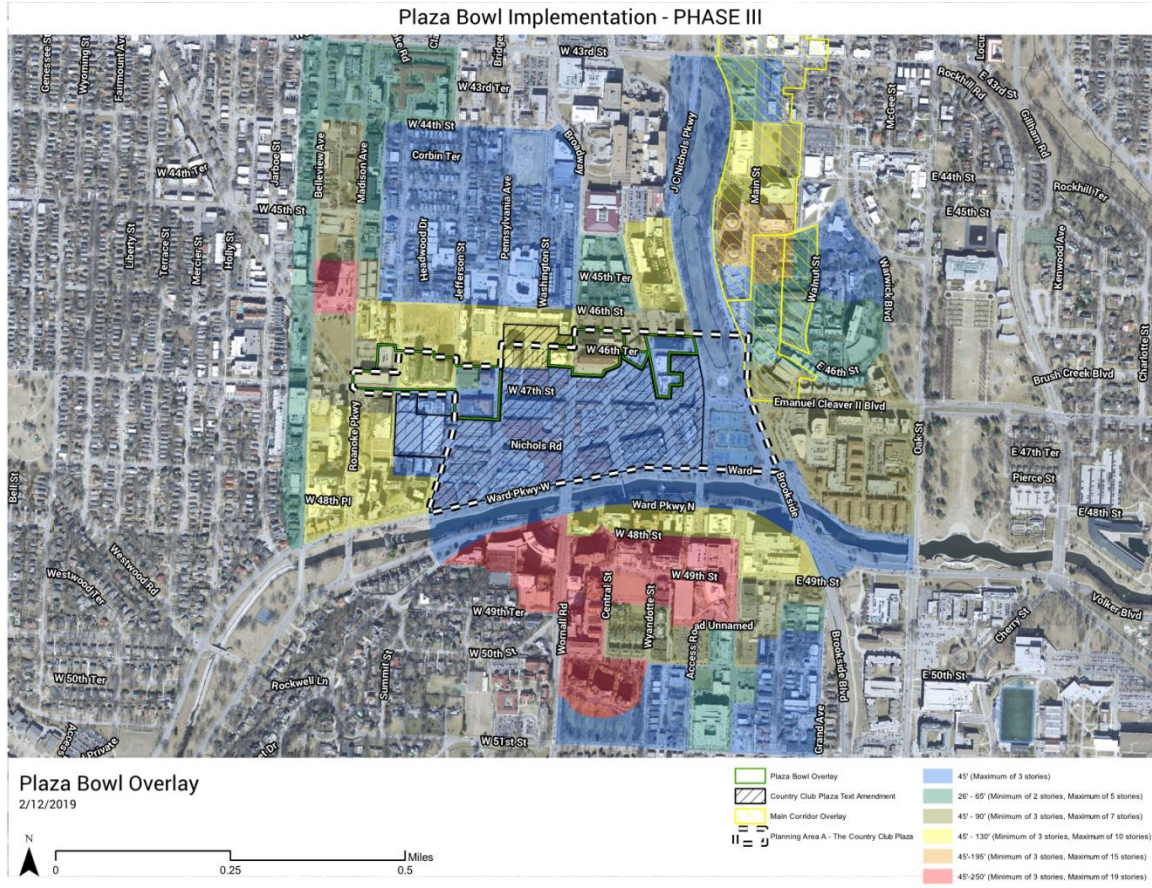 Plaza Bowl Implementation - PHASE III
Genessee St
Wyoming St
Fairmount Ave
W 43rd St
W 43rd Ter
E 43rd St
Rockhill Rd
Gillham Rd
McGee St
J C Nichols Pkwy
Broadway
W 44th St
Corbin Ter
Belleview Ave
Madison Ave
Jarboe St
W 44th Ter
W 45th St
Main St
E 44th St
Rockhill Ter
E 45th St
Kenwood Ave
Liberty St
Terrace St
Mercier St
Holly St
Headwood Dr
Jefferson St
Pennsylvania Ave
Washington St
W 45th Ter
W 46th St
Walnut St
Warwick Blvd
Charlotte St
W 46th Ter
E 46th St
Brush Creek Blvd
W 47th St
Emanuel Cleaver II Blvd
Roanoke Pkwy
Nichols Rd
Oak St
E 47th Ter
Pierce St
Bell St
W 48th Pl
Ward Pkwy W
Ward
Brookside
Ward Pkwy N
E 48th St
W 48th St
Westwood Rd
Westwood Ter
W 49th St
E 49th St
Central St
Wyandotte St
Volker Blvd
Cherry St
W 49th Ter
Wornall Rd
Access Road Unnamed
W 50th St
Summit St
Brookside Blvd
E 50th St
W 50th Ter
Rockwell Ln
Grand Ave
W 51st St
Access
Private
Plaza Bowl Overlay
2/12/2019
N
0
0.25
0.5
Miles
Plaza Bowl Overlay
Country Club Plaza Text Amendment
Main Corridor Overlay
Planning Area A - The Country Club Plaza
45' (Maximum of 3 stories)
26' - 65' (Minimum of 2 stories, Maximum of 5 stories)
45' - 90' (Minimum of 3 stories, Maximum of 7 stories)
45' - 130' (Minimum of 3 stories, Maximum of 10 stories)
45'-195' (Minimum of 3 stories, Maximum of 15 stories)
45'-250' (Minimum of 3 stories, Maximum of 19 stories)